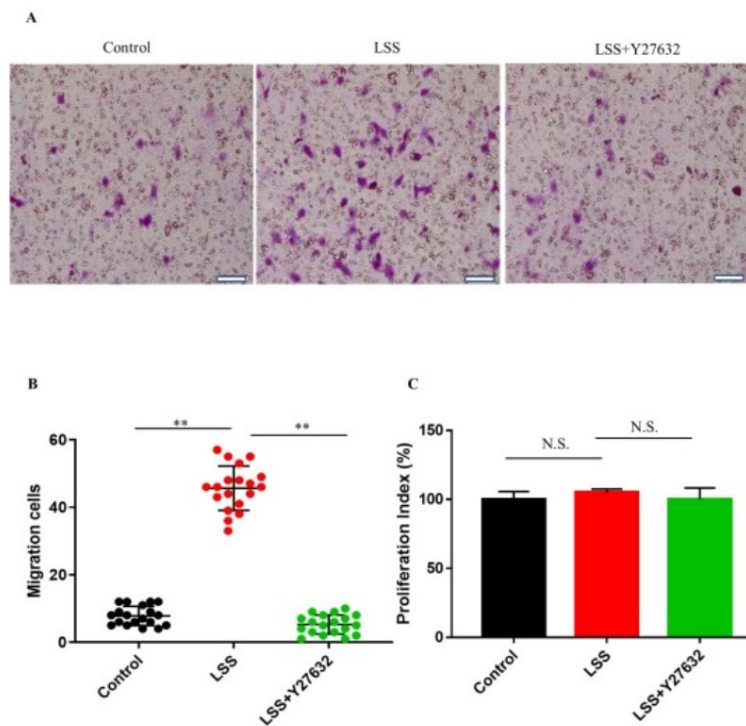 A
Control
LSS
LSS+Y27632
B
**
**
60
40
20
0
Migration cells
Control
LSS
LSS+Y27632
C
N.S.
N.S.
150
100
50
0
Proliferation Index (%)
Control
LSS
LSS+Y27632